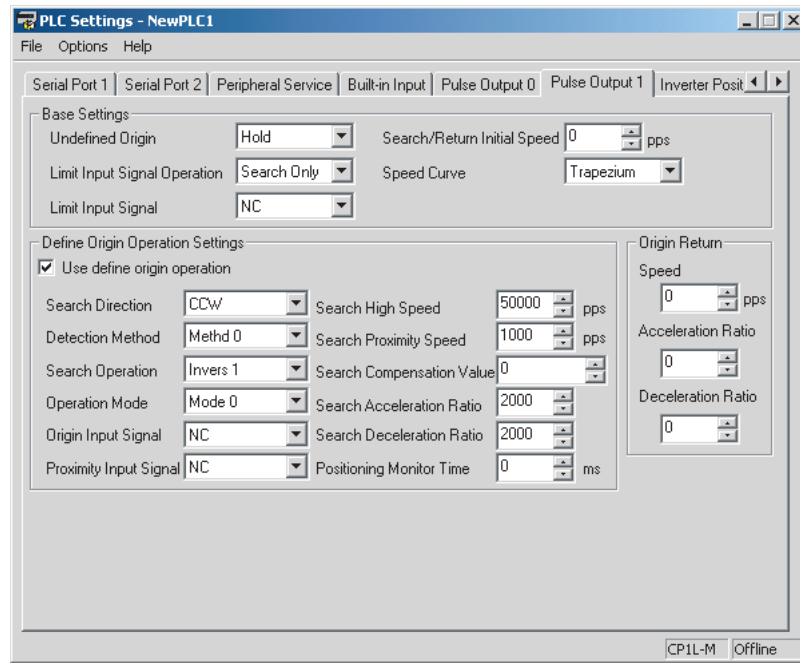 PLC Settings - NewPLC1
File Options Help
Serial Port 1 Serial Port 2 Peripheral Service Built-in Input Pulse Output 0 Pulse Output 1 Inverter Posit
Base Settings
Undefined Origin Hold Search/Return Initial Speed 0 pps
Limit Input Signal Operation Search Only Speed Curve Trapezium
Limit Input Signal NC
Define Origin Operation Settings
Use define origin operation
Search Direction CCW Search High Speed 50000 pps
Detection Method Methd 0 Search Proximity Speed 1000 pps
Search Operation Invers 1 Search Compensation Value 0
Operation Mode Mode 0 Search Acceleration Ratio 2000
Origin Input Signal NC Search Deceleration Ratio 2000
Proximity Input Signal NC Positioning Monitor Time 0 ms
Origin Return
Speed
0 pps
Acceleration Ratio
0
Deceleration Ratio
0
CP1L-M Offline